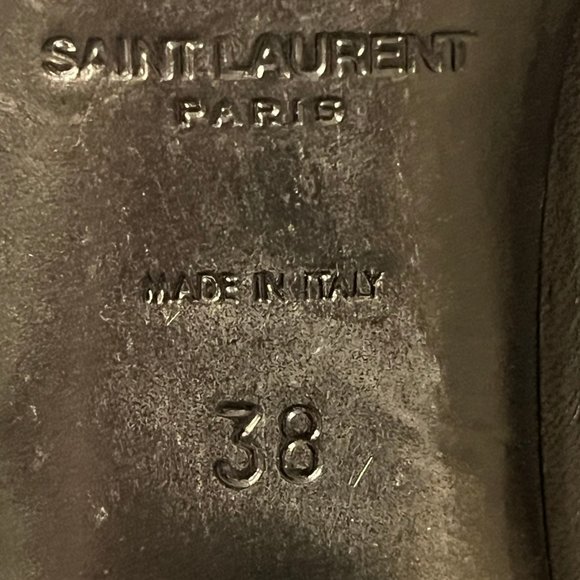 SAINT LAURENT
PARIS
MADE IN ITALY
38